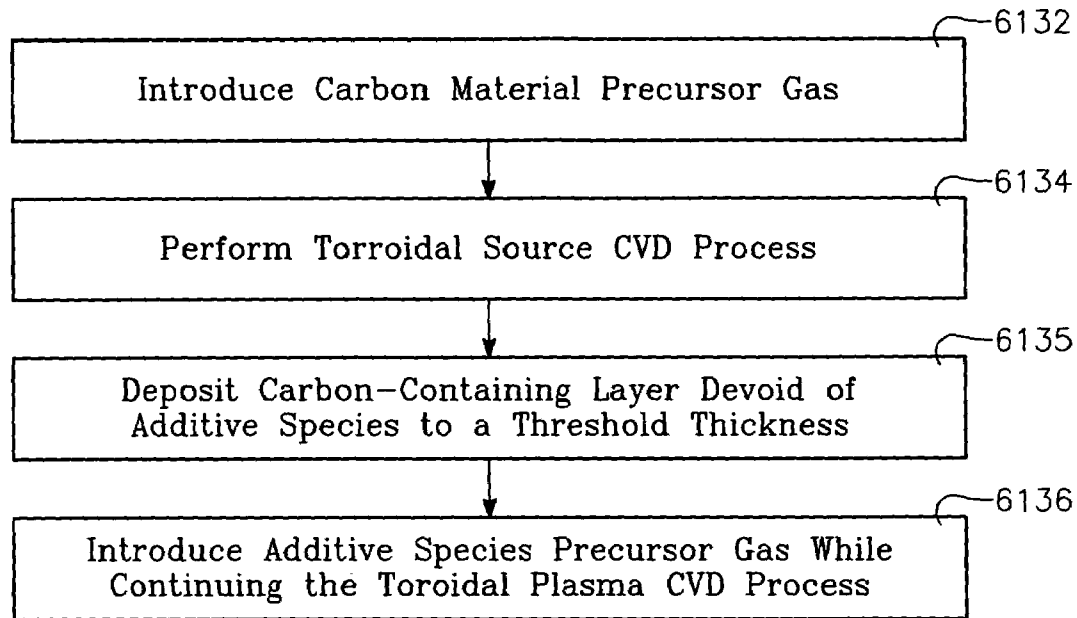 6132
Introduce Carbon Material Precursor Gas
6134
Perform Torroidal Source CVD Process
6135
Deposit Carbon-Containing Layer Devoid of
Additive Species to a Threshold Thickness
6136
Introduce Additive Species Precursor Gas While
Continuing the Toroidal Plasma CVD Process